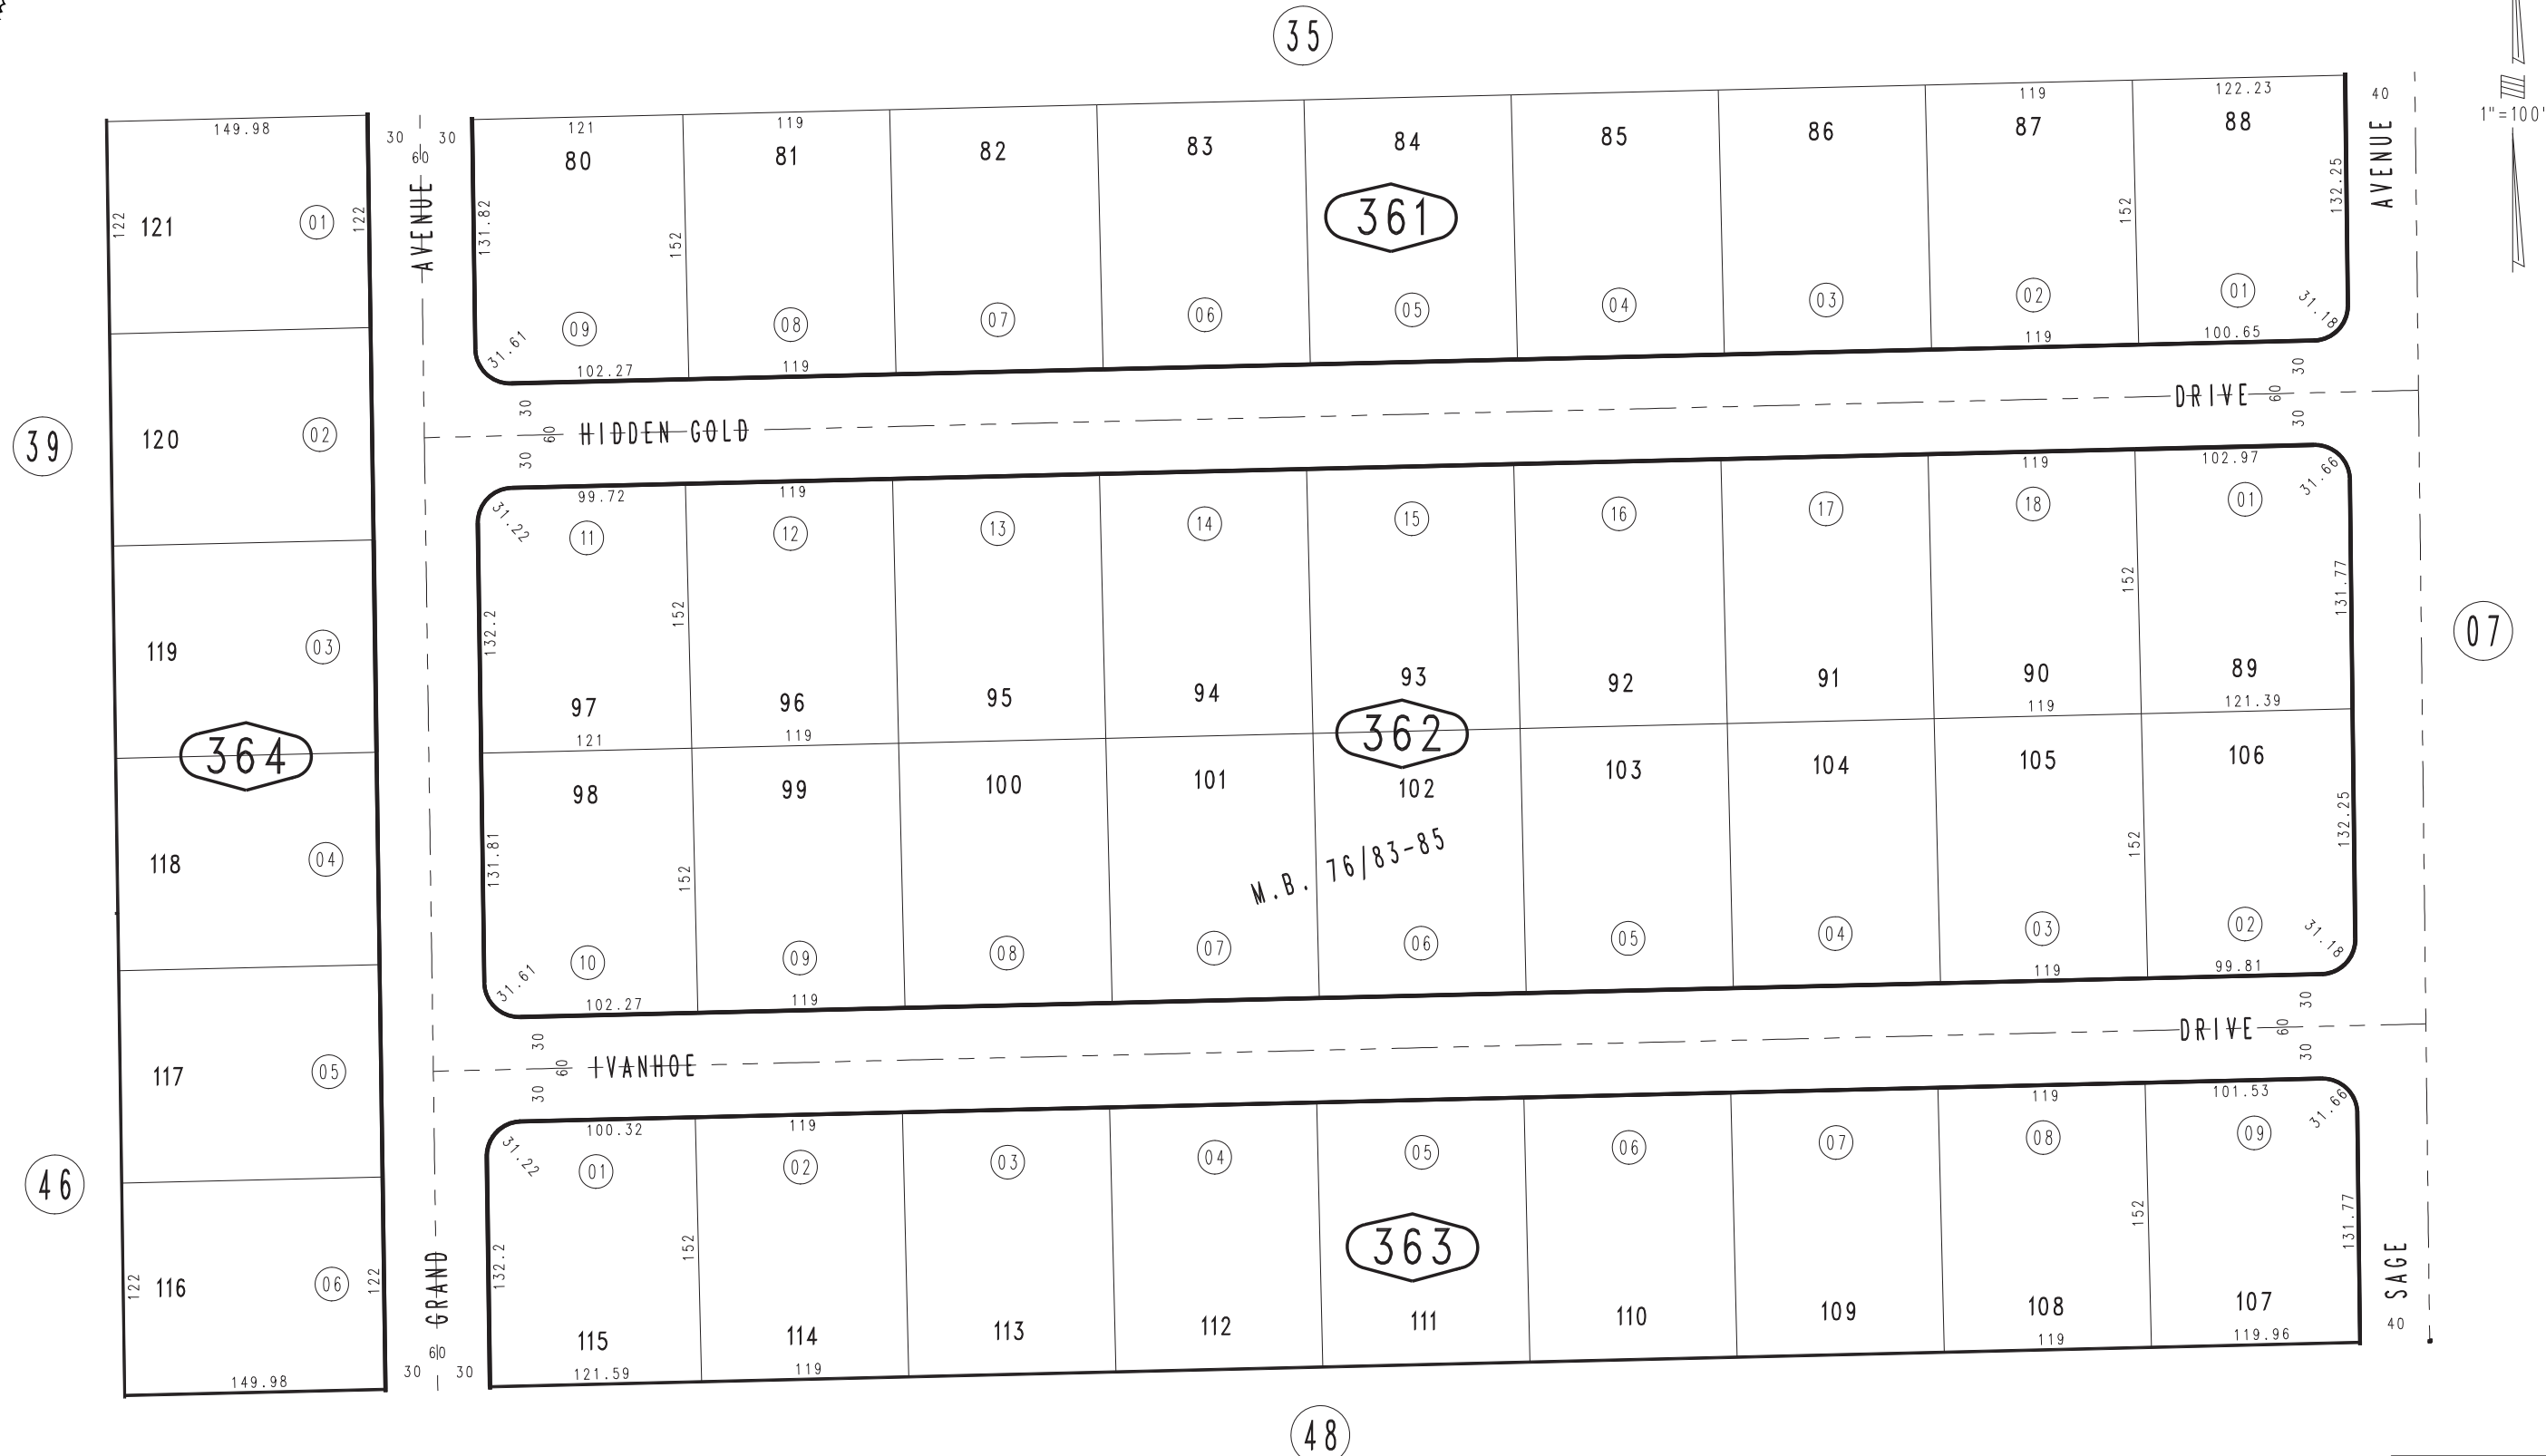 35
1"=100'
149.98
30 60 30
121 119 119 122.23
40
80 81 82 83 84 85 86 87 88
AVENUE
AVENUE
122 121 01 122
131.82 152 361 152 132.25
09 08 07 06 05 04 03 02 01
31.61 102.27 119 119 100.65 31.18
30 60 30 HIDDEN GOLD DRIVE 30 60 30
39
120 02
99.72 119 119 102.97
31.22 11 12 13 14 15 16 17 18 01 31.66
132.2 152 152 131.77
119 03
07
97 96 95 94 93 92 91 90 89
121 119 119 121.39
364
362
98 99 100 101 102 103 104 105 106
118 04
131.81 152 152 132.25
M.B. 76/83-85
10 09 08 07 06 05 04 03 02
31.61 102.27 119 119 99.81 31.18
30 60 30 IVANHOE DRIVE 30 60 30
117 05
46
100.32 119 119 101.53
31.22 01 02 03 04 05 06 07 08 09 31.66
132.2 152 363 152 131.77
122 116 06 122
GRAND
SAGE
115 114 113 112 111 110 109 108 107
149.98
30 60 30
121.59 119 119 119.96
40
48